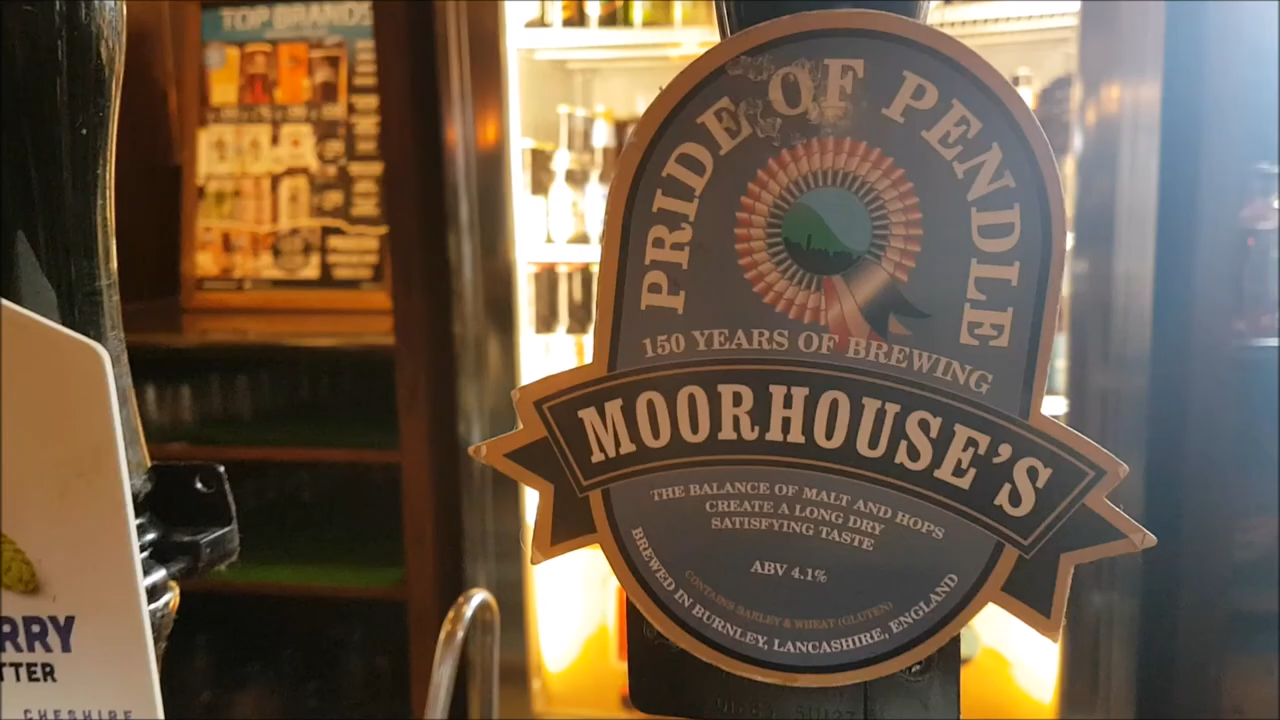 TOP BRANDS
PRIDE OF PENDLE
150 YEARS OF BREWING
MOORHOUSE'S
THE BALANCE OF MALT AND HOPS
CREATE A LONG DRY
SATISFYING TASTE
ABV 4.1%
CONTAINS BARLEY & WHEAT (GLUTEN)
BREWED IN BURNLEY, LANCASHIRE, ENGLAND
RRY
TTER
CHESHIRE